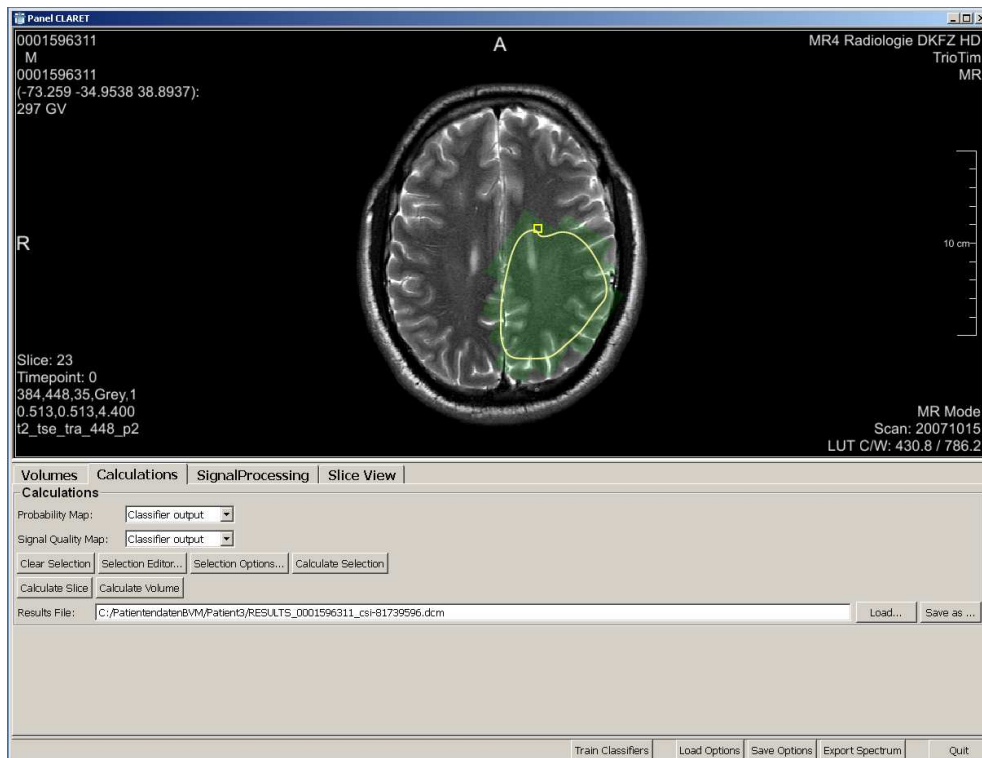 Panel CLARET
0001596311
M
0001596311
(-73.259 -34.9538 38.8937):
297 GV
A
MR4 Radiologie DKFZ HD
TrioTim
MR
R
10 cm
Slice: 23
Timepoint: 0
384,448,35,Grey,1
0.513,0.513,4.400
t2_tse_tra_448_p2
MR Mode
Scan: 20071015
LUT C/W: 430.8 / 786.2
Volumes Calculations SignalProcessing Slice View
Calculations
Probability Map: Classifier output
Signal Quality Map: Classifier output
Clear Selection Selection Editor... Selection Options... Calculate Selection
Calculate Slice Calculate Volume
Results File: C:/PatientendatenBVM/Patient3/RESULTS_0001596311_csi-81739596.dcm Load... Save as ...
Train Classifiers Load Options Save Options Export Spectrum Quit